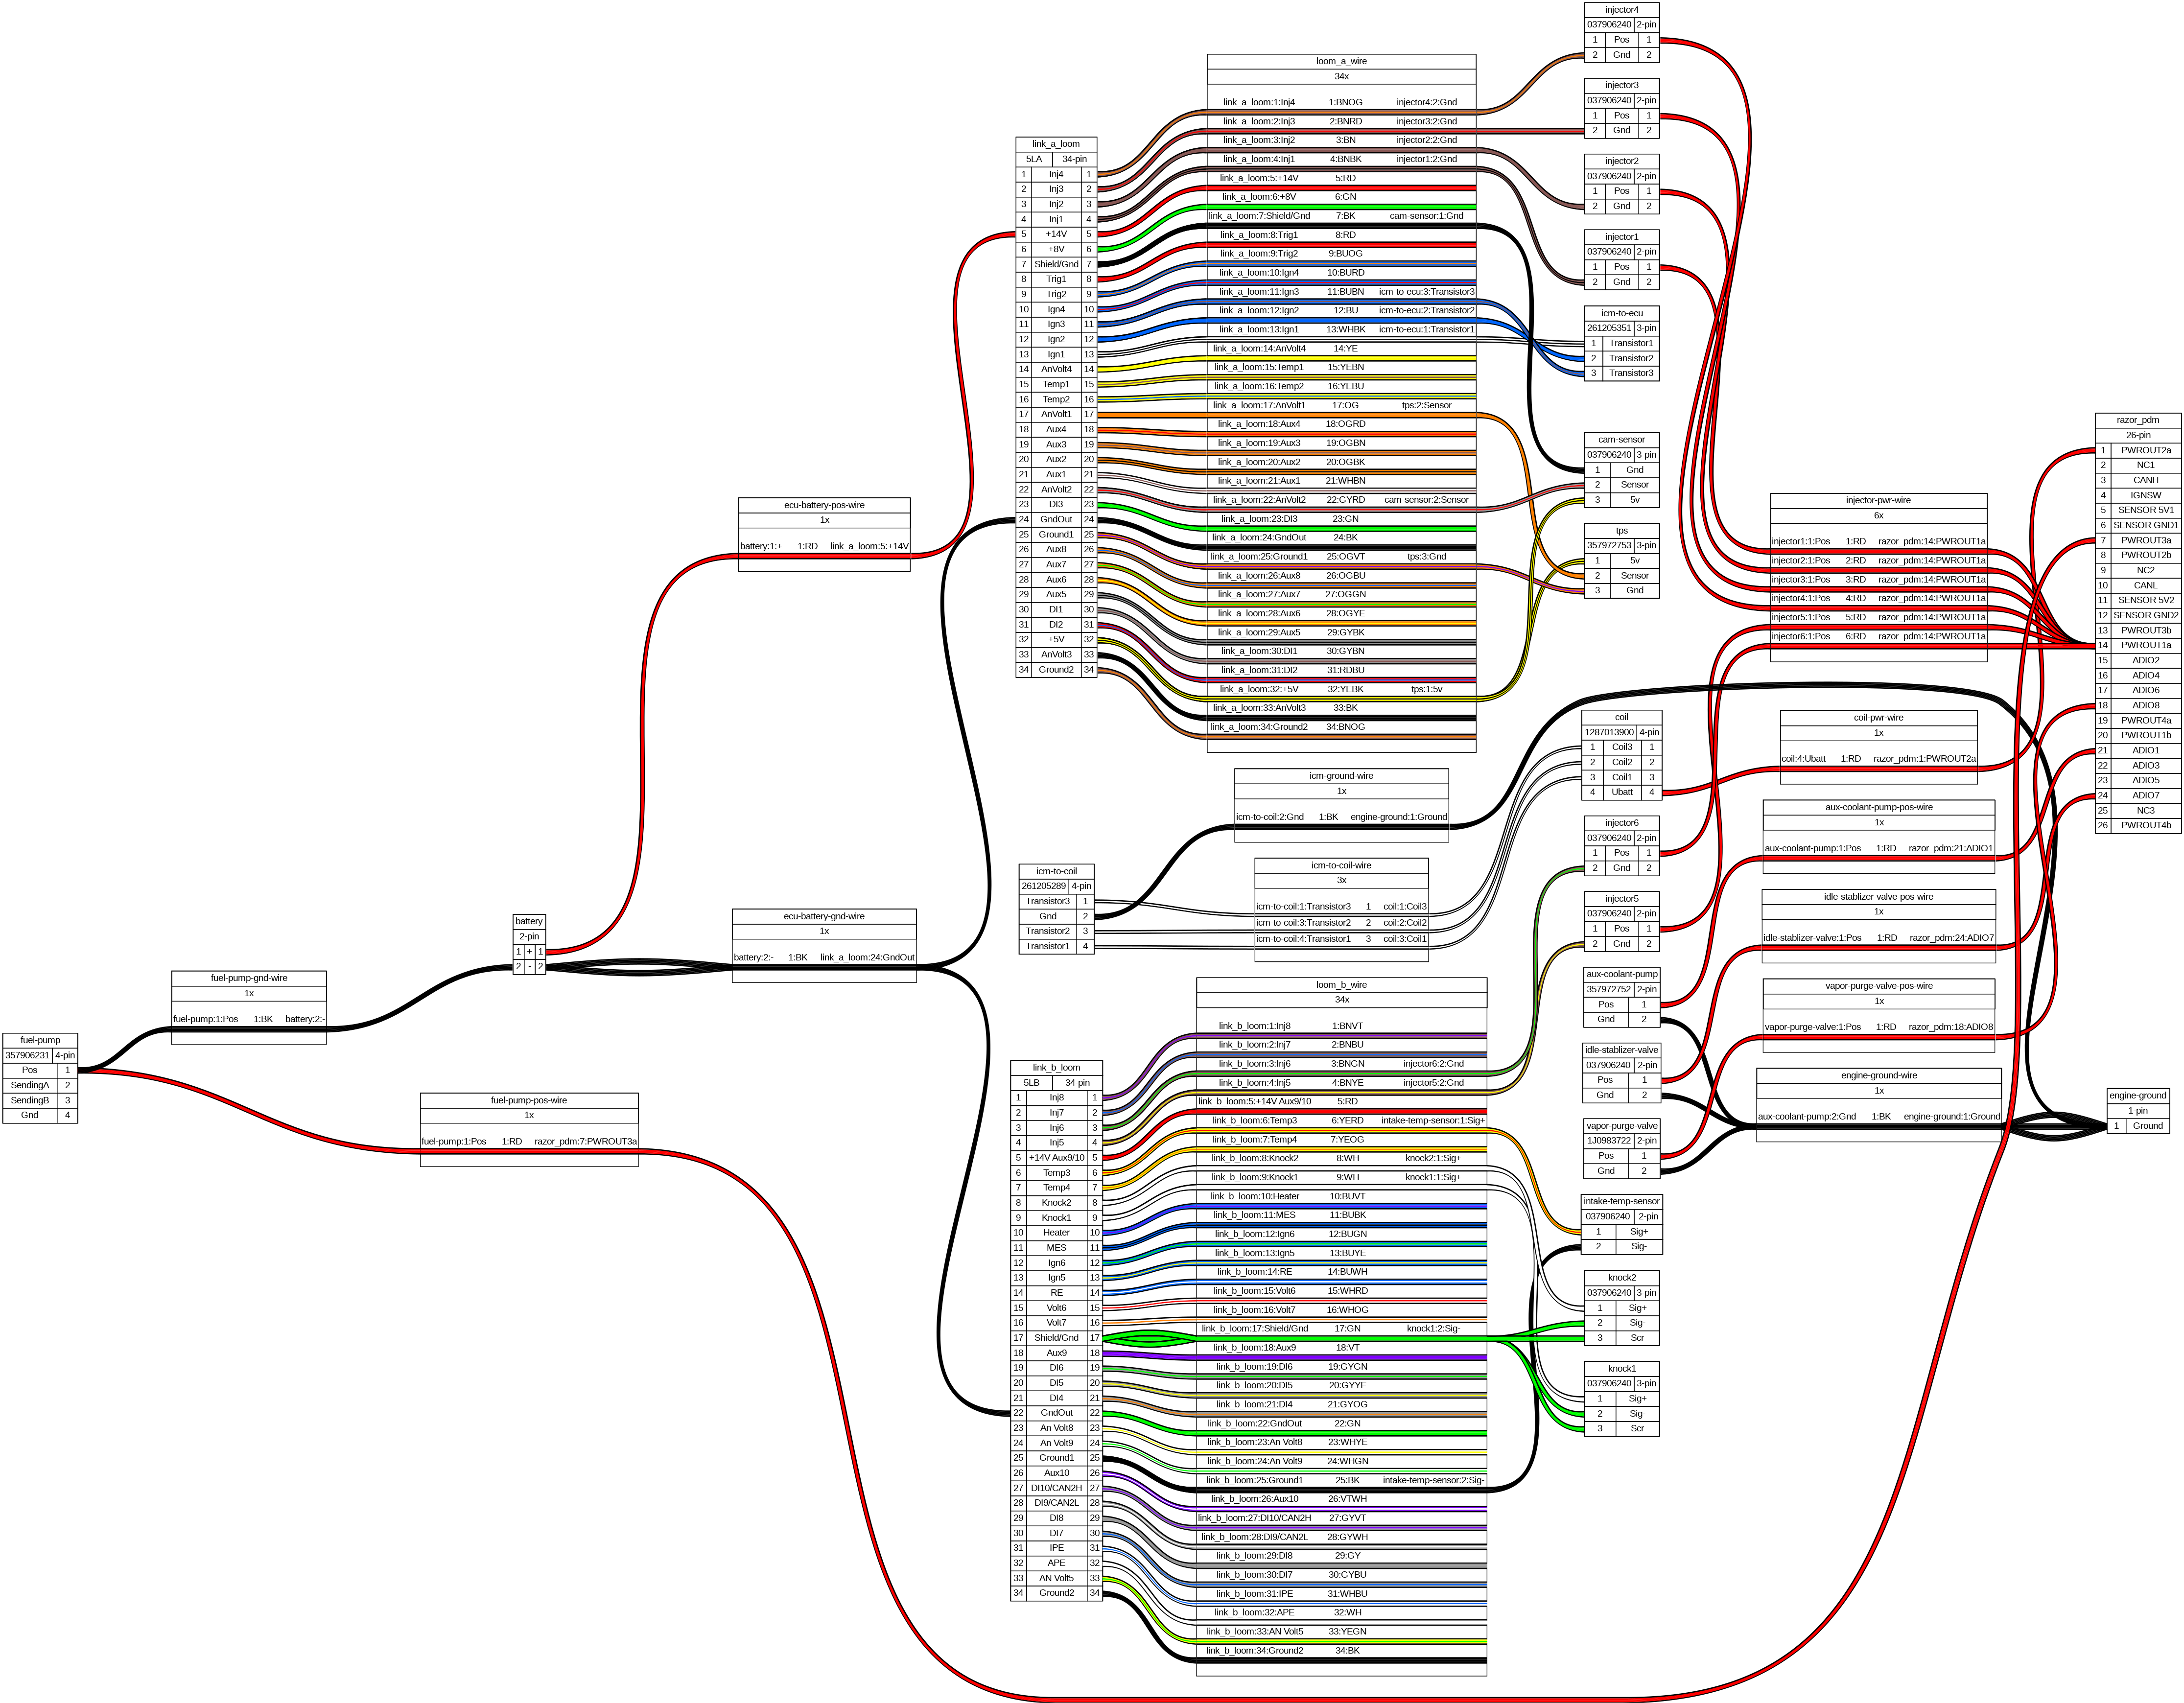 fuel-pump
357906231 4-pin
Pos 1
SendingA 2
SendingB 3
Gnd 4
fuel-pump-gnd-wire
1x
fuel-pump:1:Pos 1:BK battery:2:-
fuel-pump-pos-wire
1x
fuel-pump:1:Pos 1:RD razor_pdm:7:PWROUT3a
battery
2-pin
1 + 1
2 - 2
ecu-battery-pos-wire
1x
battery:1:+ 1:RD link_a_loom:5:+14V
ecu-battery-gnd-wire
1x
battery:2:- 1:BK link_a_loom:24:GndOut
link_a_loom
5LA 34-pin
1 Inj4 1
2 Inj3 2
3 Inj2 3
4 Inj1 4
5 +14V 5
6 +8V 6
7 Shield/Gnd 7
8 Trig1 8
9 Trig2 9
10 Ign4 10
11 Ign3 11
12 Ign2 12
13 Ign1 13
14 AnVolt4 14
15 Temp1 15
16 Temp2 16
17 AnVolt1 17
18 Aux4 18
19 Aux3 19
20 Aux2 20
21 Aux1 21
22 AnVolt2 22
23 DI3 23
24 GndOut 24
25 Ground1 25
26 Aux8 26
27 Aux7 27
28 Aux6 28
29 Aux5 29
30 DI1 30
31 DI2 31
32 +5V 32
33 AnVolt3 33
34 Ground2 34
loom_a_wire
34x
link_a_loom:1:Inj4 1:BNOG injector4:2:Gnd
link_a_loom:2:Inj3 2:BNRD injector3:2:Gnd
link_a_loom:3:Inj2 3:BN injector2:2:Gnd
link_a_loom:4:Inj1 4:BNBK injector1:2:Gnd
link_a_loom:5:+14V 5:RD
link_a_loom:6:+8V 6:GN
link_a_loom:7:Shield/Gnd 7:BK cam-sensor:1:Gnd
link_a_loom:8:Trig1 8:RD
link_a_loom:9:Trig2 9:BUOG
link_a_loom:10:Ign4 10:BURD
link_a_loom:11:Ign3 11:BUBN icm-to-ecu:3:Transistor3
link_a_loom:12:Ign2 12:BU icm-to-ecu:2:Transistor2
link_a_loom:13:Ign1 13:WHBK icm-to-ecu:1:Transistor1
link_a_loom:14:AnVolt4 14:YE
link_a_loom:15:Temp1 15:YEBN
link_a_loom:16:Temp2 16:YEBU
link_a_loom:17:AnVolt1 17:OG tps:2:Sensor
link_a_loom:18:Aux4 18:OGRD
link_a_loom:19:Aux3 19:OGBN
link_a_loom:20:Aux2 20:OGBK
link_a_loom:21:Aux1 21:WHBN
link_a_loom:22:AnVolt2 22:GYRD cam-sensor:2:Sensor
link_a_loom:23:DI3 23:GN
link_a_loom:24:GndOut 24:BK
link_a_loom:25:Ground1 25:OGVT tps:3:Gnd
link_a_loom:26:Aux8 26:OGBU
link_a_loom:27:Aux7 27:OGGN
link_a_loom:28:Aux6 28:OGYE
link_a_loom:29:Aux5 29:GYBK
link_a_loom:30:DI1 30:GYBN
link_a_loom:31:DI2 31:RDBU
link_a_loom:32:+5V 32:YEBK tps:1:5v
link_a_loom:33:AnVolt3 33:BK
link_a_loom:34:Ground2 34:BNOG
icm-ground-wire
1x
icm-to-coil:2:Gnd 1:BK engine-ground:1:Ground
icm-to-coil
261205289 4-pin
Transistor3 1
Gnd 2
Transistor2 3
Transistor1 4
icm-to-coil-wire
3x
icm-to-coil:1:Transistor3 1 coil:1:Coil3
icm-to-coil:3:Transistor2 2 coil:2:Coil2
icm-to-coil:4:Transistor1 3 coil:3:Coil1
link_b_loom
5LB 34-pin
1 Inj8 1
2 Inj7 2
3 Inj6 3
4 Inj5 4
5 +14V Aux9/10 5
6 Temp3 6
7 Temp4 7
8 Knock2 8
9 Knock1 9
10 Heater 10
11 MES 11
12 Ign6 12
13 Ign5 13
14 RE 14
15 Volt6 15
16 Volt7 16
17 Shield/Gnd 17
18 Aux9 18
19 DI6 19
20 DI5 20
21 DI4 21
22 GndOut 22
23 An Volt8 23
24 An Volt9 24
25 Ground1 25
26 Aux10 26
27 DI10/CAN2H 27
28 DI9/CAN2L 28
29 DI8 29
30 DI7 30
31 IPE 31
32 APE 32
33 AN Volt5 33
34 Ground2 34
loom_b_wire
34x
link_b_loom:1:Inj8 1:BNVT
link_b_loom:2:Inj7 2:BNBU
link_b_loom:3:Inj6 3:BNGN injector6:2:Gnd
link_b_loom:4:Inj5 4:BNYE injector5:2:Gnd
link_b_loom:5:+14V Aux9/10 5:RD
link_b_loom:6:Temp3 6:YERD intake-temp-sensor:1:Sig+
link_b_loom:7:Temp4 7:YEOG
link_b_loom:8:Knock2 8:WH knock2:1:Sig+
link_b_loom:9:Knock1 9:WH knock1:1:Sig+
link_b_loom:10:Heater 10:BUVT
link_b_loom:11:MES 11:BUBK
link_b_loom:12:Ign6 12:BUGN
link_b_loom:13:Ign5 13:BUYE
link_b_loom:14:RE 14:BUWH
link_b_loom:15:Volt6 15:WHRD
link_b_loom:16:Volt7 16:WHOG
link_b_loom:17:Shield/Gnd 17:GN knock1:2:Sig-
link_b_loom:18:Aux9 18:VT
link_b_loom:19:DI6 19:GYGN
link_b_loom:20:DI5 20:GYYE
link_b_loom:21:DI4 21:GYOG
link_b_loom:22:GndOut 22:GN
link_b_loom:23:An Volt8 23:WHYE
link_b_loom:24:An Volt9 24:WHGN
link_b_loom:25:Ground1 25:BK intake-temp-sensor:2:Sig-
link_b_loom:26:Aux10 26:VTWH
link_b_loom:27:DI10/CAN2H 27:GYVT
link_b_loom:28:DI9/CAN2L 28:GYWH
link_b_loom:29:DI8 29:GY
link_b_loom:30:DI7 30:GYBU
link_b_loom:31:IPE 31:WHBU
link_b_loom:32:APE 32:WH
link_b_loom:33:AN Volt5 33:YEGN
link_b_loom:34:Ground2 34:BK
injector4
037906240 2-pin
1 Pos 1
2 Gnd 2
injector3
037906240 2-pin
1 Pos 1
2 Gnd 2
injector2
037906240 2-pin
1 Pos 1
2 Gnd 2
injector1
037906240 2-pin
1 Pos 1
2 Gnd 2
icm-to-ecu
261205351 3-pin
1 Transistor1
2 Transistor2
3 Transistor3
cam-sensor
037906240 3-pin
1 Gnd
2 Sensor
3 5v
tps
357972753 3-pin
1 5v
2 Sensor
3 Gnd
coil
1287013900 4-pin
1 Coil3 1
2 Coil2 2
3 Coil1 3
4 Ubatt 4
injector6
037906240 2-pin
1 Pos 1
2 Gnd 2
injector5
037906240 2-pin
1 Pos 1
2 Gnd 2
aux-coolant-pump
357972752 2-pin
Pos 1
Gnd 2
idle-stablizer-valve
037906240 2-pin
Pos 1
Gnd 2
vapor-purge-valve
1J0983722 2-pin
Pos 1
Gnd 2
intake-temp-sensor
037906240 2-pin
1 Sig+
2 Sig-
knock2
037906240 3-pin
1 Sig+
2 Sig-
3 Scr
knock1
037906240 3-pin
1 Sig+
2 Sig-
3 Scr
injector-pwr-wire
6x
injector1:1:Pos 1:RD razor_pdm:14:PWROUT1a
injector2:1:Pos 2:RD razor_pdm:14:PWROUT1a
injector3:1:Pos 3:RD razor_pdm:14:PWROUT1a
injector4:1:Pos 4:RD razor_pdm:14:PWROUT1a
injector5:1:Pos 5:RD razor_pdm:14:PWROUT1a
injector6:1:Pos 6:RD razor_pdm:14:PWROUT1a
coil-pwr-wire
1x
coil:4:Ubatt 1:RD razor_pdm:1:PWROUT2a
aux-coolant-pump-pos-wire
1x
aux-coolant-pump:1:Pos 1:RD razor_pdm:21:ADIO1
idle-stablizer-valve-pos-wire
1x
idle-stablizer-valve:1:Pos 1:RD razor_pdm:24:ADIO7
vapor-purge-valve-pos-wire
1x
vapor-purge-valve:1:Pos 1:RD razor_pdm:18:ADIO8
engine-ground-wire
1x
aux-coolant-pump:2:Gnd 1:BK engine-ground:1:Ground
razor_pdm
26-pin
1 PWROUT2a
2 NC1
3 CANH
4 IGNSW
5 SENSOR 5V1
6 SENSOR GND1
7 PWROUT3a
8 PWROUT2b
9 NC2
10 CANL
11 SENSOR 5V2
12 SENSOR GND2
13 PWROUT3b
14 PWROUT1a
15 ADIO2
16 ADIO4
17 ADIO6
18 ADIO8
19 PWROUT4a
20 PWROUT1b
21 ADIO1
22 ADIO3
23 ADIO5
24 ADIO7
25 NC3
26 PWROUT4b
engine-ground
1-pin
1 Ground